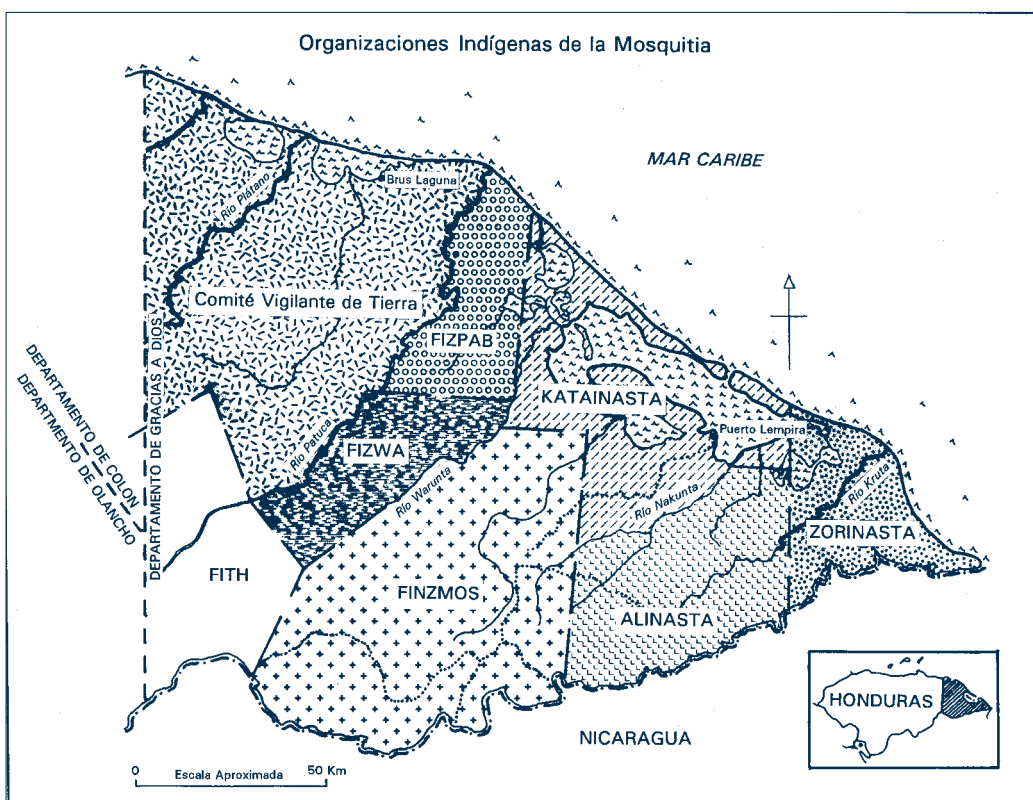 Organizaciones Indígenas de la Mosquitia
MAR CARIBE
Brus Laguna
Río Plátano
Comité Vigilante de Tierra
FIZPAB
DEPARTAMENTO DE GRACIAS A DIOS
DEPARTAMENTO DE COLON
DEPARTMENTO DE OLANCHO
KATAINASTA
Puerto Lempira
Río Patuca
FIZWA
Río Warunta
Río Nakunta
Río Kruta
ZORINASTA
FITH
FINZMOS
ALINASTA
HONDURAS
NICARAGUA
0 50 Km
Escala Aproximada